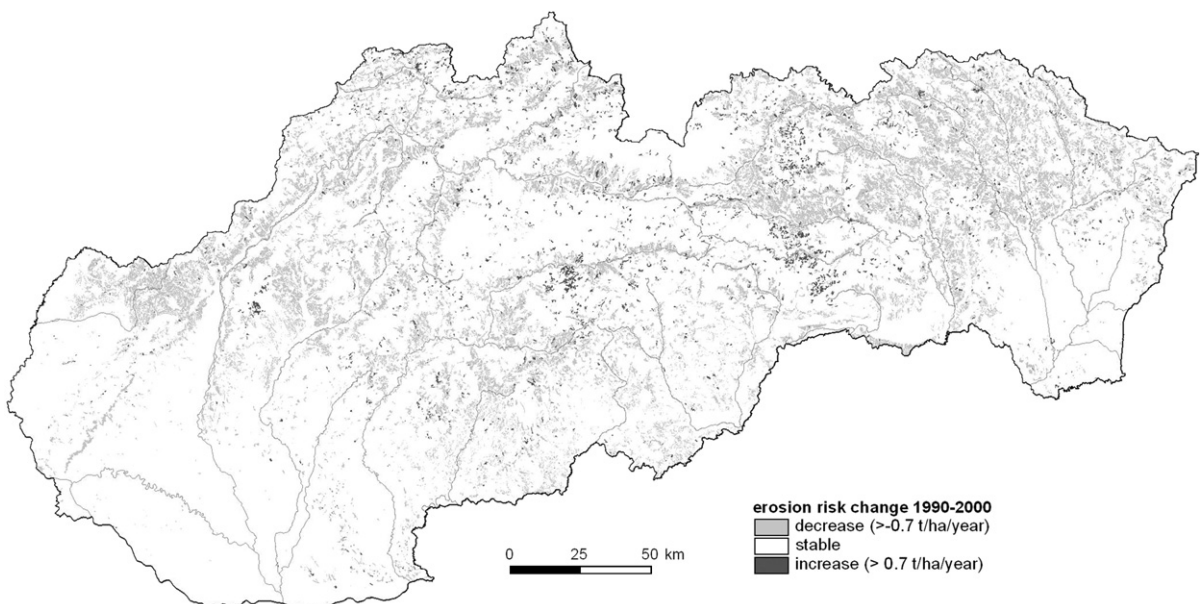 erosion risk change 1990-2000
decrease (>-0.7 t/ha/year)
stable
increase (> 0.7 t/ha/year)
0 25 50 km